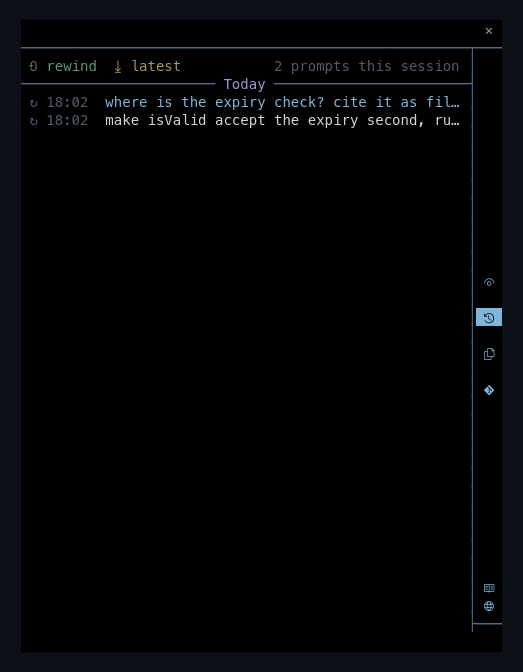 rewind latest 2 prompts this session
Today
18:02 where is the expiry check? cite it as fil…
18:02 make isValid accept the expiry second, ru…